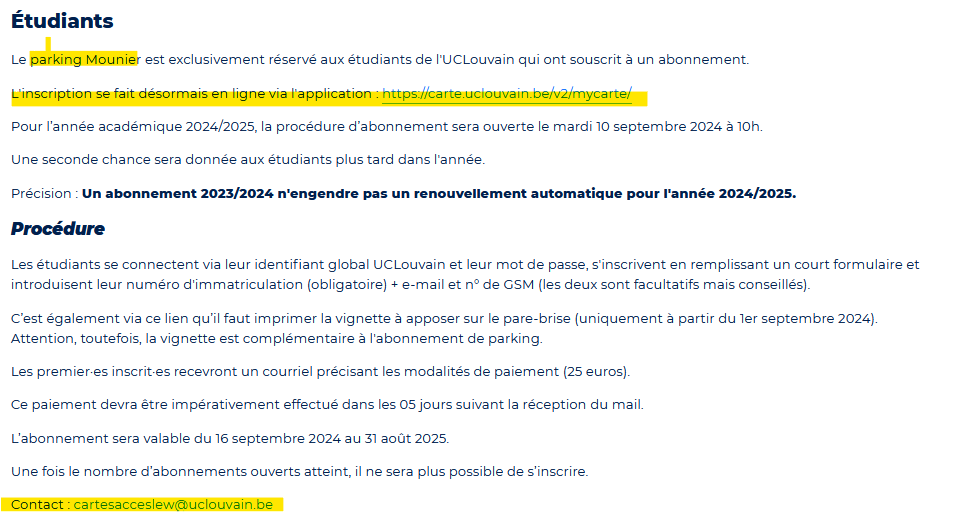 Étudiants
Le parking Mounier est exclusivement réservé aux étudiants de l'UCLouvain qui ont souscrit à un abonnement.
L'inscription se fait désormais en ligne via l'application : https://carte.uclouvain.be/v2/mycarte/
Pour l’année académique 2024/2025, la procédure d’abonnement sera ouverte le mardi 10 septembre 2024 à 10h.
Une seconde chance sera donnée aux étudiants plus tard dans l'année.
Précision : Un abonnement 2023/2024 n'engendre pas un renouvellement automatique pour l'année 2024/2025.
Procédure
Les étudiants se connectent via leur identifiant global UCLouvain et leur mot de passe, s'inscrivent en remplissant un court formulaire et
introduisent leur numéro d'immatriculation (obligatoire) + e-mail et n° de GSM (les deux sont facultatifs mais conseillés).
C’est également via ce lien qu’il faut imprimer la vignette à apposer sur le pare-brise (uniquement à partir du 1er septembre 2024).
Attention, toutefois, la vignette est complémentaire à l'abonnement de parking.
Les premier·es inscrit·es recevront un courriel précisant les modalités de paiement (25 euros).
Ce paiement devra être impérativement effectué dans les 05 jours suivant la réception du mail.
L’abonnement sera valable du 16 septembre 2024 au 31 août 2025.
Une fois le nombre d’abonnements ouverts atteint, il ne sera plus possible de s’inscrire.
Contact : cartesacceslew@uclouvain.be